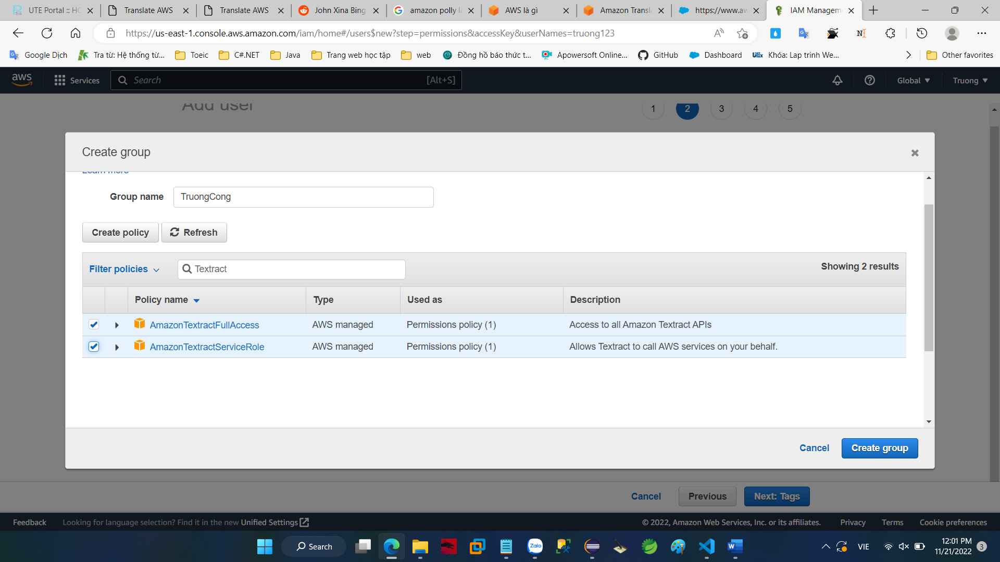 UTE Portal :: HC
Translate AWS
Translate AWS
John Xina Bing
amazon polly là
AWS là gì
Amazon Transla
https://www.aw
IAM Managem
https://us-east-1.console.aws.amazon.com/iam/home#/users$new?step=permissions&accessKey&userNames=truong123
Google Dịch
Tra từ: Hệ thống từ...
Toeic
C#.NET
Java
Trang web học tập
web
Đồng hồ báo thức t...
Apowersoft Online...
GitHub
Dashboard
Khóa: Lap trinh We...
Other favorites
aws
Services
Search
[Alt+S]
Global
Truong
Add user
1
2
3
4
5
Create group
Learn more
Group name
TruongCong
Create policy
Refresh
Filter policies
Textract
Showing 2 results
Policy name
Type
Used as
Description
AmazonTextractFullAccess
AWS managed
Permissions policy (1)
Access to all Amazon Textract APIs
AmazonTextractServiceRole
AWS managed
Permissions policy (1)
Allows Textract to call AWS services on your behalf.
Cancel
Create group
Cancel
Previous
Next: Tags
Feedback
Looking for language selection? Find it in the new Unified Settings
© 2022, Amazon Web Services, Inc. or its affiliates.
Privacy
Terms
Cookie preferences
Search
Zalo
VIE
12:01 PM
11/21/2022
3